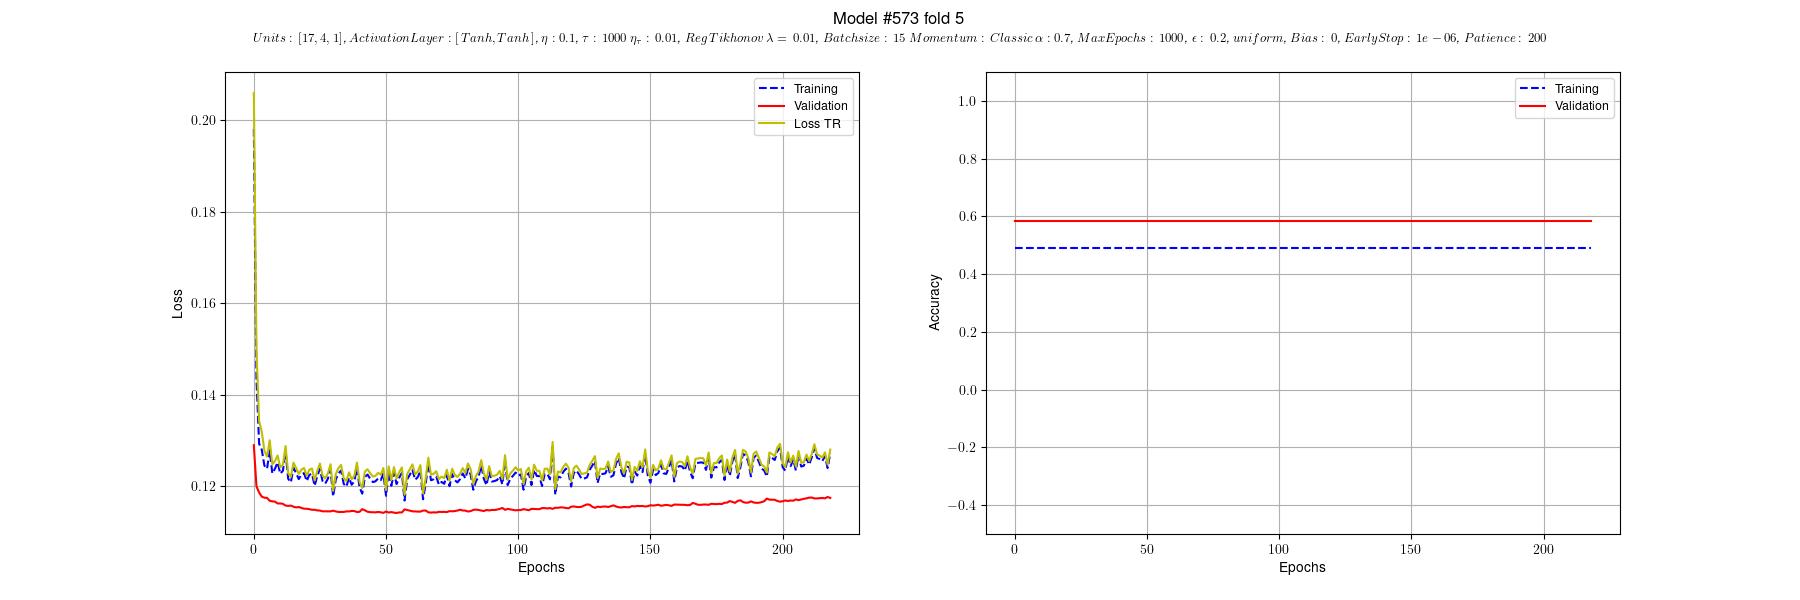 Model #573 fold 5
Units : [17, 4, 1], ActivationLayer : [Tanh, Tanh], η : 0.1, τ : 1000 ητ : 0.01, RegTikhonov λ = 0.01, Batchsize : 15 Momentum : Classic α : 0.7, MaxEpochs : 1000, ϵ : 0.2, uniform, Bias : 0, EarlyStop : 1e − 06, Patience : 200
Training
Validation
Loss TR
0.20
0.18
0.16
0.14
0.12
Loss
0 50 100 150 200
Epochs
Training
Validation
1.0
0.8
0.6
0.4
0.2
0.0
−0.2
−0.4
Accuracy
0 50 100 150 200
Epochs